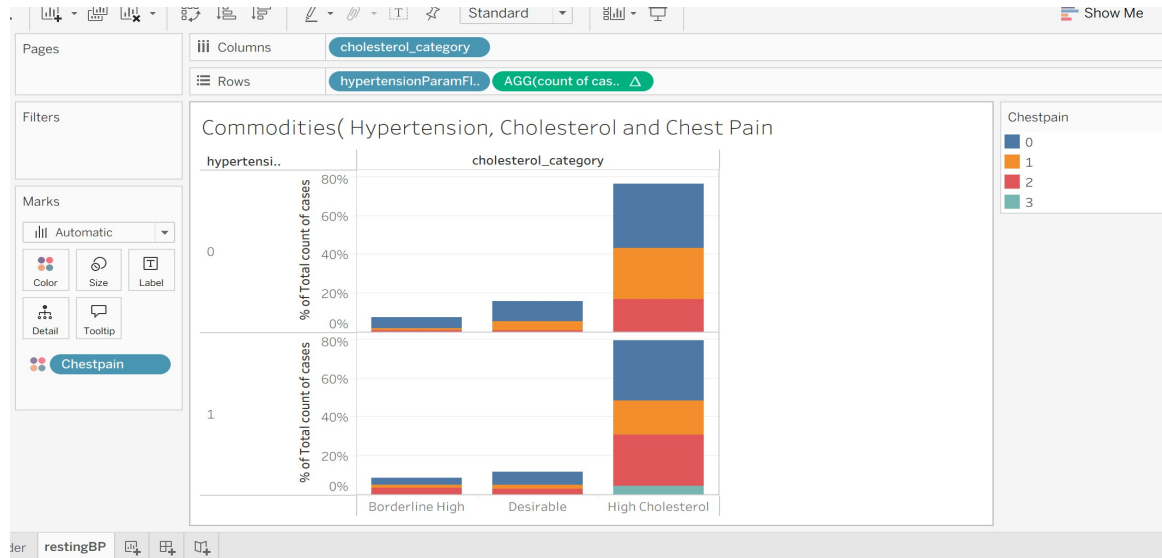 Standard
Show Me
Pages
Columns
cholesterol_category
Rows
hypertensionParamFl..
AGG(count of cas.. Δ
Filters
Marks
Automatic
Color
Size
Label
Detail
Tooltip
Chestpain
Commodities( Hypertension, Cholesterol and Chest Pain
hypertensi..
cholesterol_category
0
% of Total count of cases
80%
60%
40%
20%
0%
1
% of Total count of cases
80%
60%
40%
20%
0%
Borderline High
Desirable
High Cholesterol
Chestpain
0
1
2
3
der
restingBP